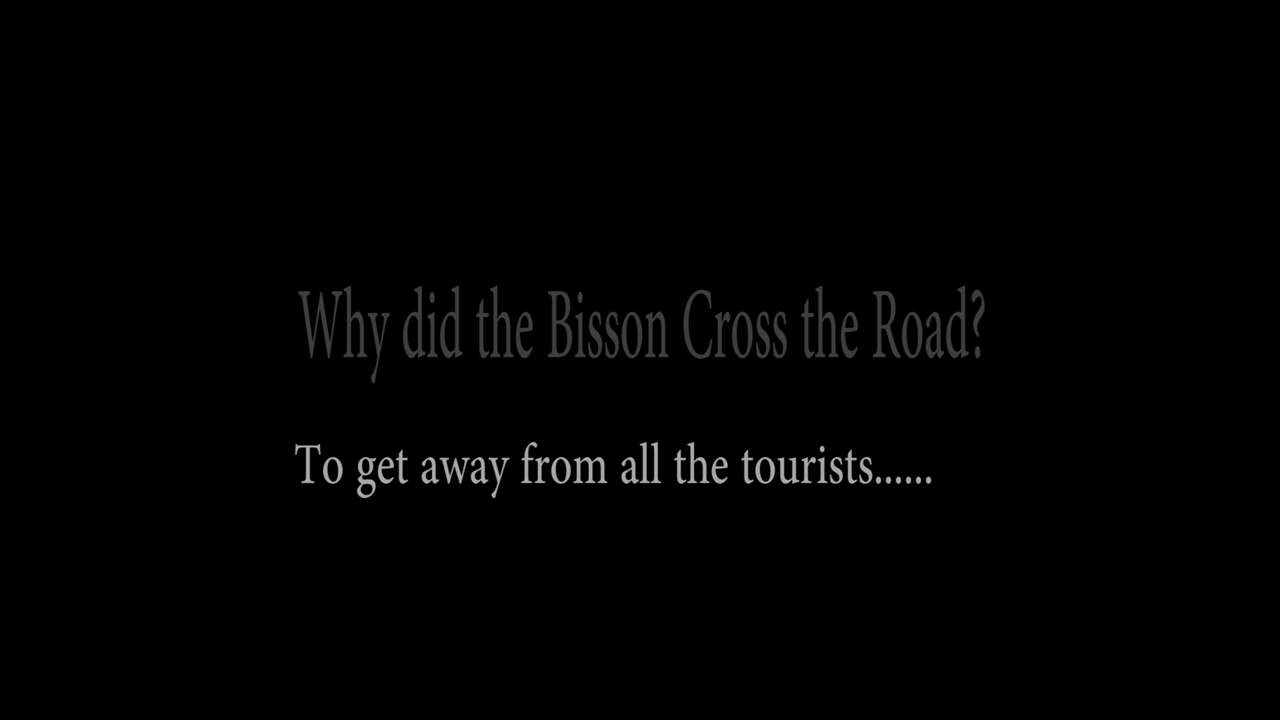 Why did the Bisson Cross the Road?
To get away from all the tourists......